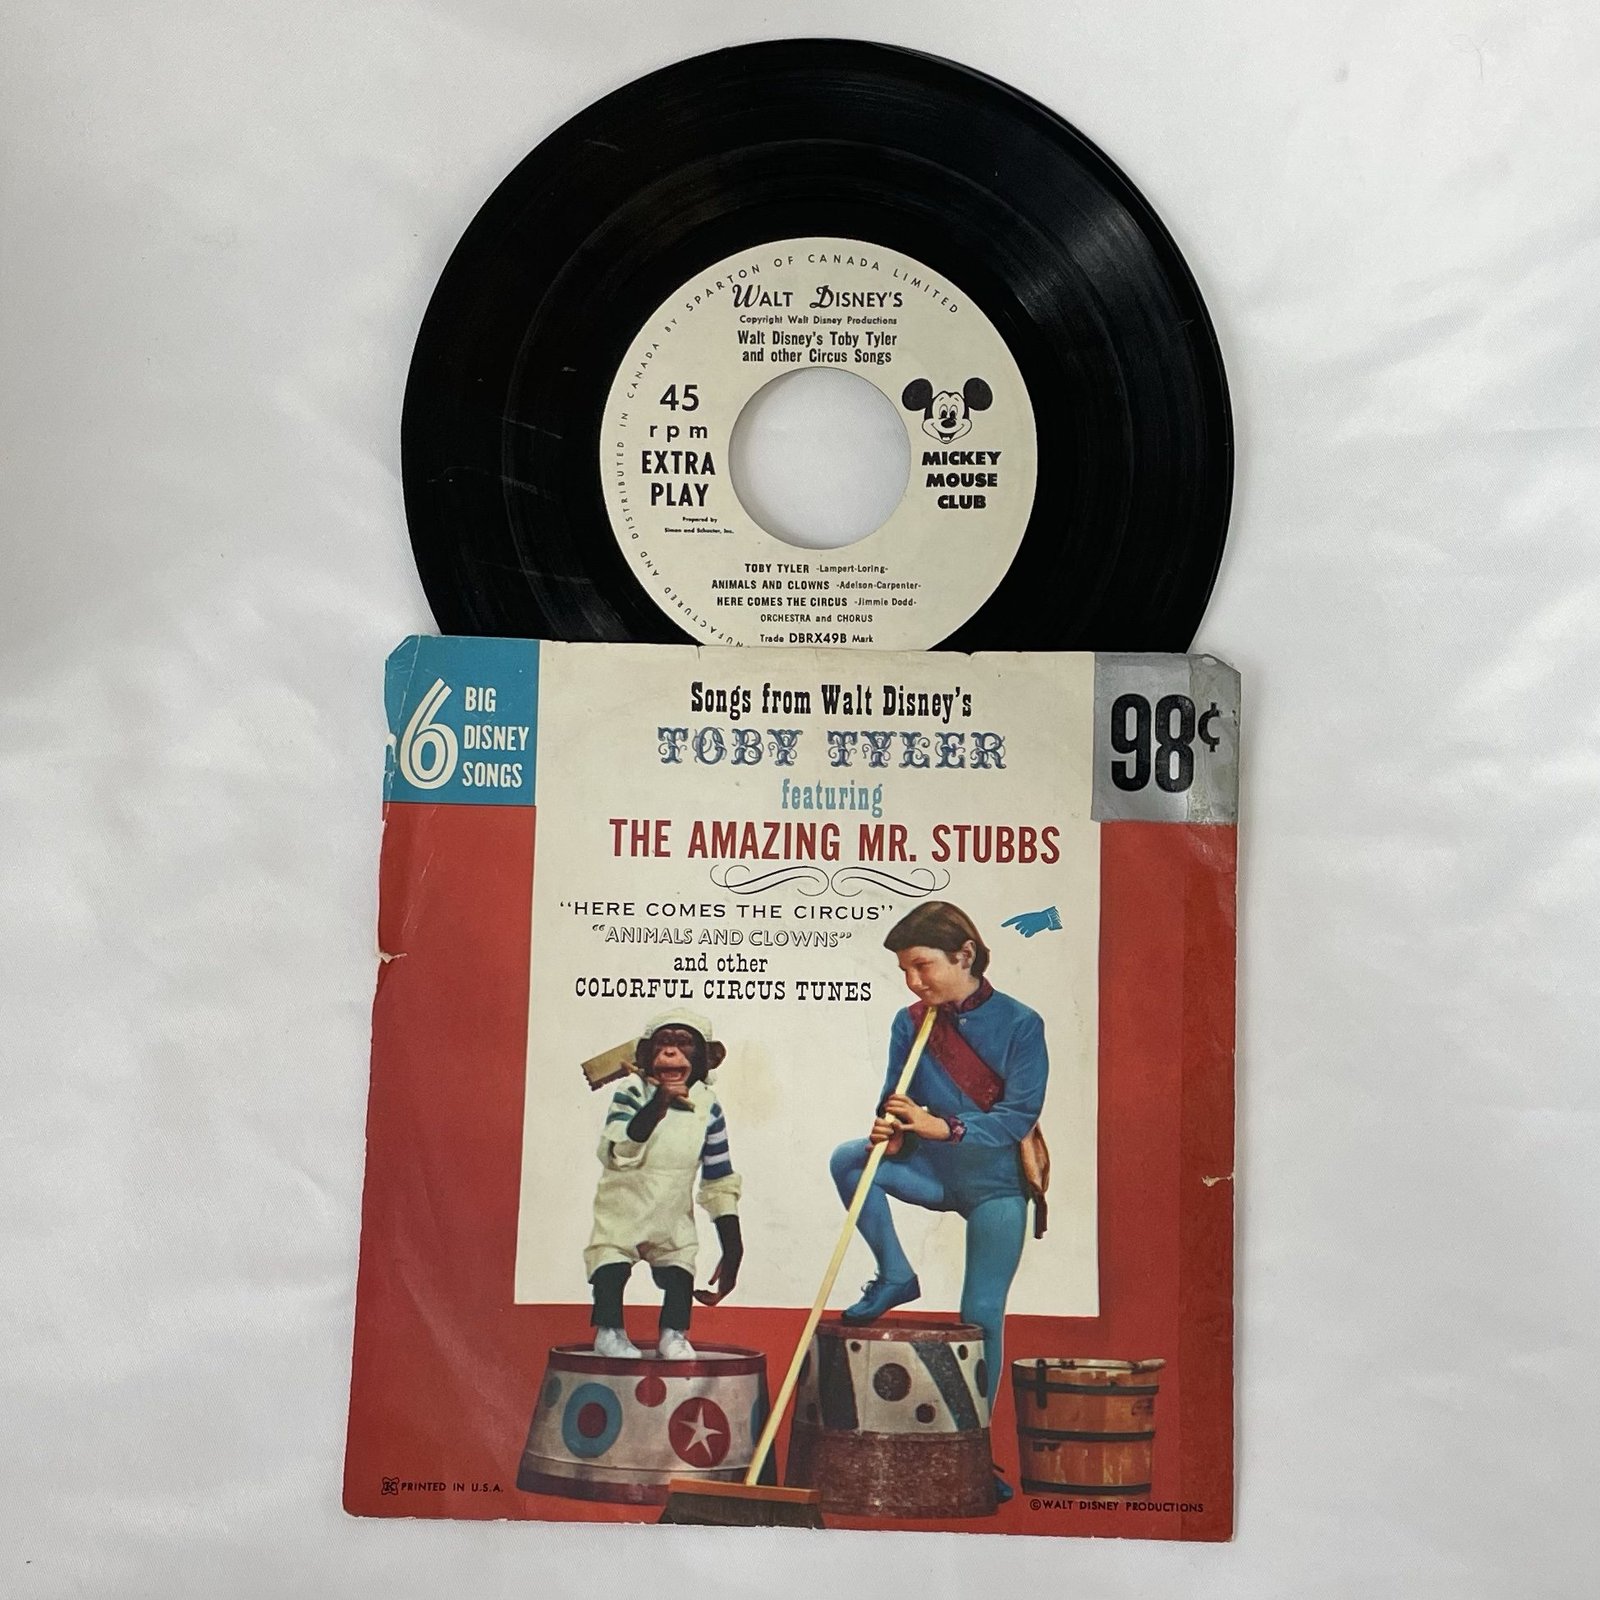 MANUFACTURED AND DISTRIBUTED IN CANADA BY SPARTON OF CANADA LIMITED
WALT DISNEY'S
Copyright Walt Disney Productions
Walt Disney's Toby Tyler
and other Circus Songs
45
rpm
EXTRA
PLAY
Prepared by
Simon and Schuster, Inc.
MICKEY
MOUSE
CLUB
TOBY TYLER -Lampert-Loring-
ANIMALS AND CLOWNS -Adelson-Carpenter-
HERE COMES THE CIRCUS -Jimmie Dodd-
ORCHESTRA and CHORUS
Trade DBRX49B Mark
6 BIG
DISNEY
SONGS
Songs from Walt Disney's
TOBY TYLER
featuring
THE AMAZING MR. STUBBS
98¢
"HERE COMES THE CIRCUS"
"ANIMALS AND CLOWNS"
and other
COLORFUL CIRCUS TUNES
K PRINTED IN U.S.A.
© WALT DISNEY PRODUCTIONS